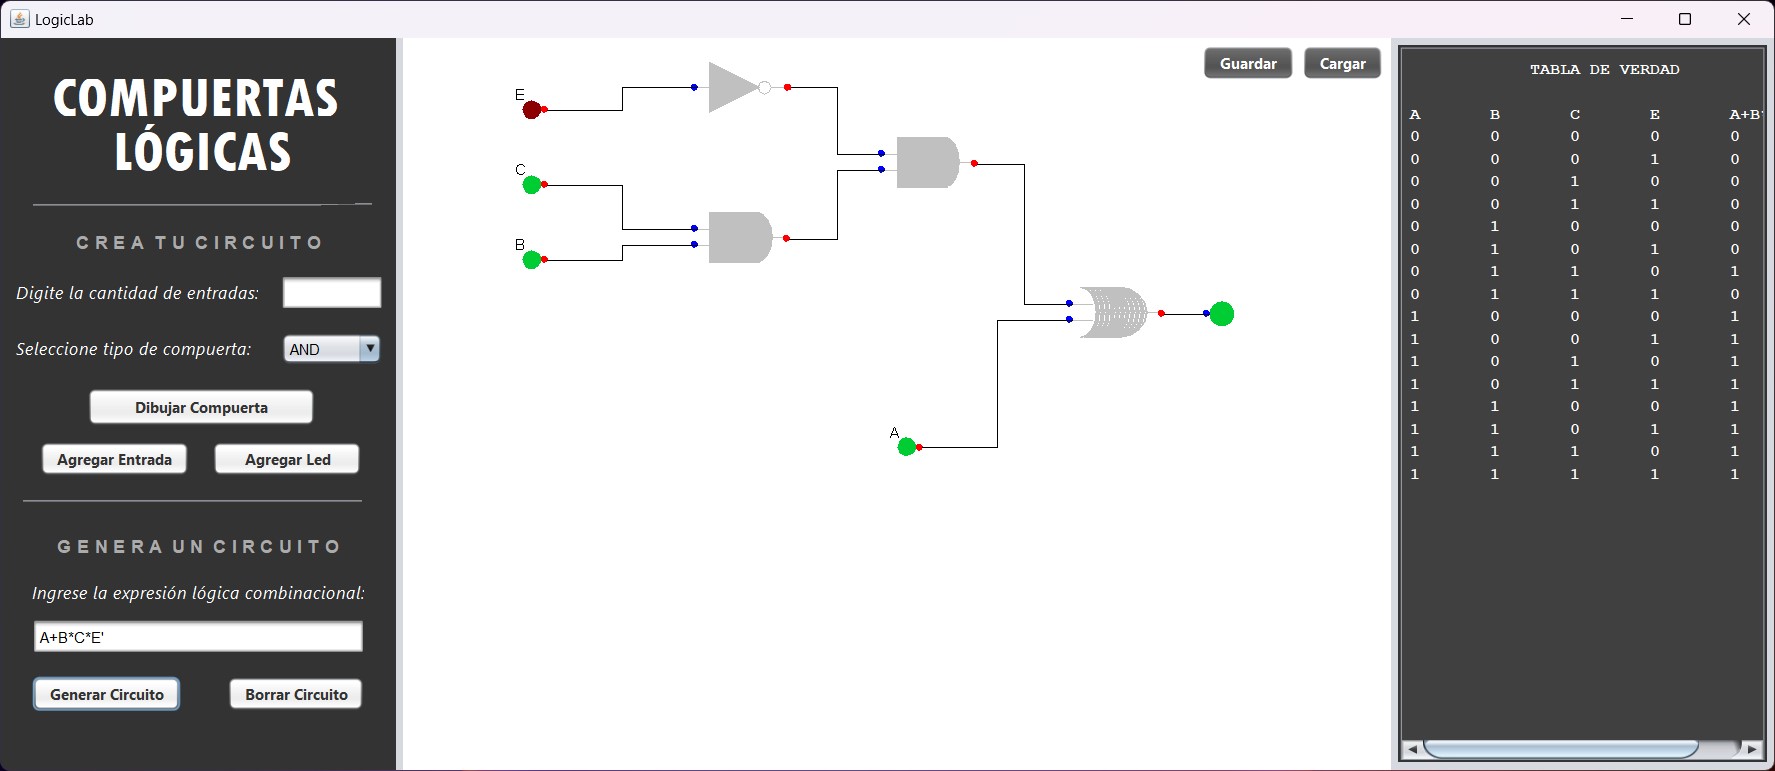 LogicLab
COMPUERTAS
LÓGICAS
CREA TU CIRCUITO
Digite la cantidad de entradas:
Seleccione tipo de compuerta:
AND
Dibujar Compuerta
Agregar Entrada
Agregar Led
GENERA UN CIRCUITO
Ingrese la expresión lógica combinacional:
A+B*C*E'
Generar Circuito
Borrar Circuito
Guardar
Cargar
E
C
B
A
TABLA DE VERDAD
A B C E A+B
0 0 0 0 0
0 0 0 1 0
0 0 1 0 0
0 0 1 1 0
0 1 0 0 0
0 1 0 1 0
0 1 1 0 1
0 1 1 1 0
1 0 0 0 1
1 0 0 1 1
1 0 1 0 1
1 0 1 1 1
1 1 0 0 1
1 1 0 1 1
1 1 1 0 1
1 1 1 1 1